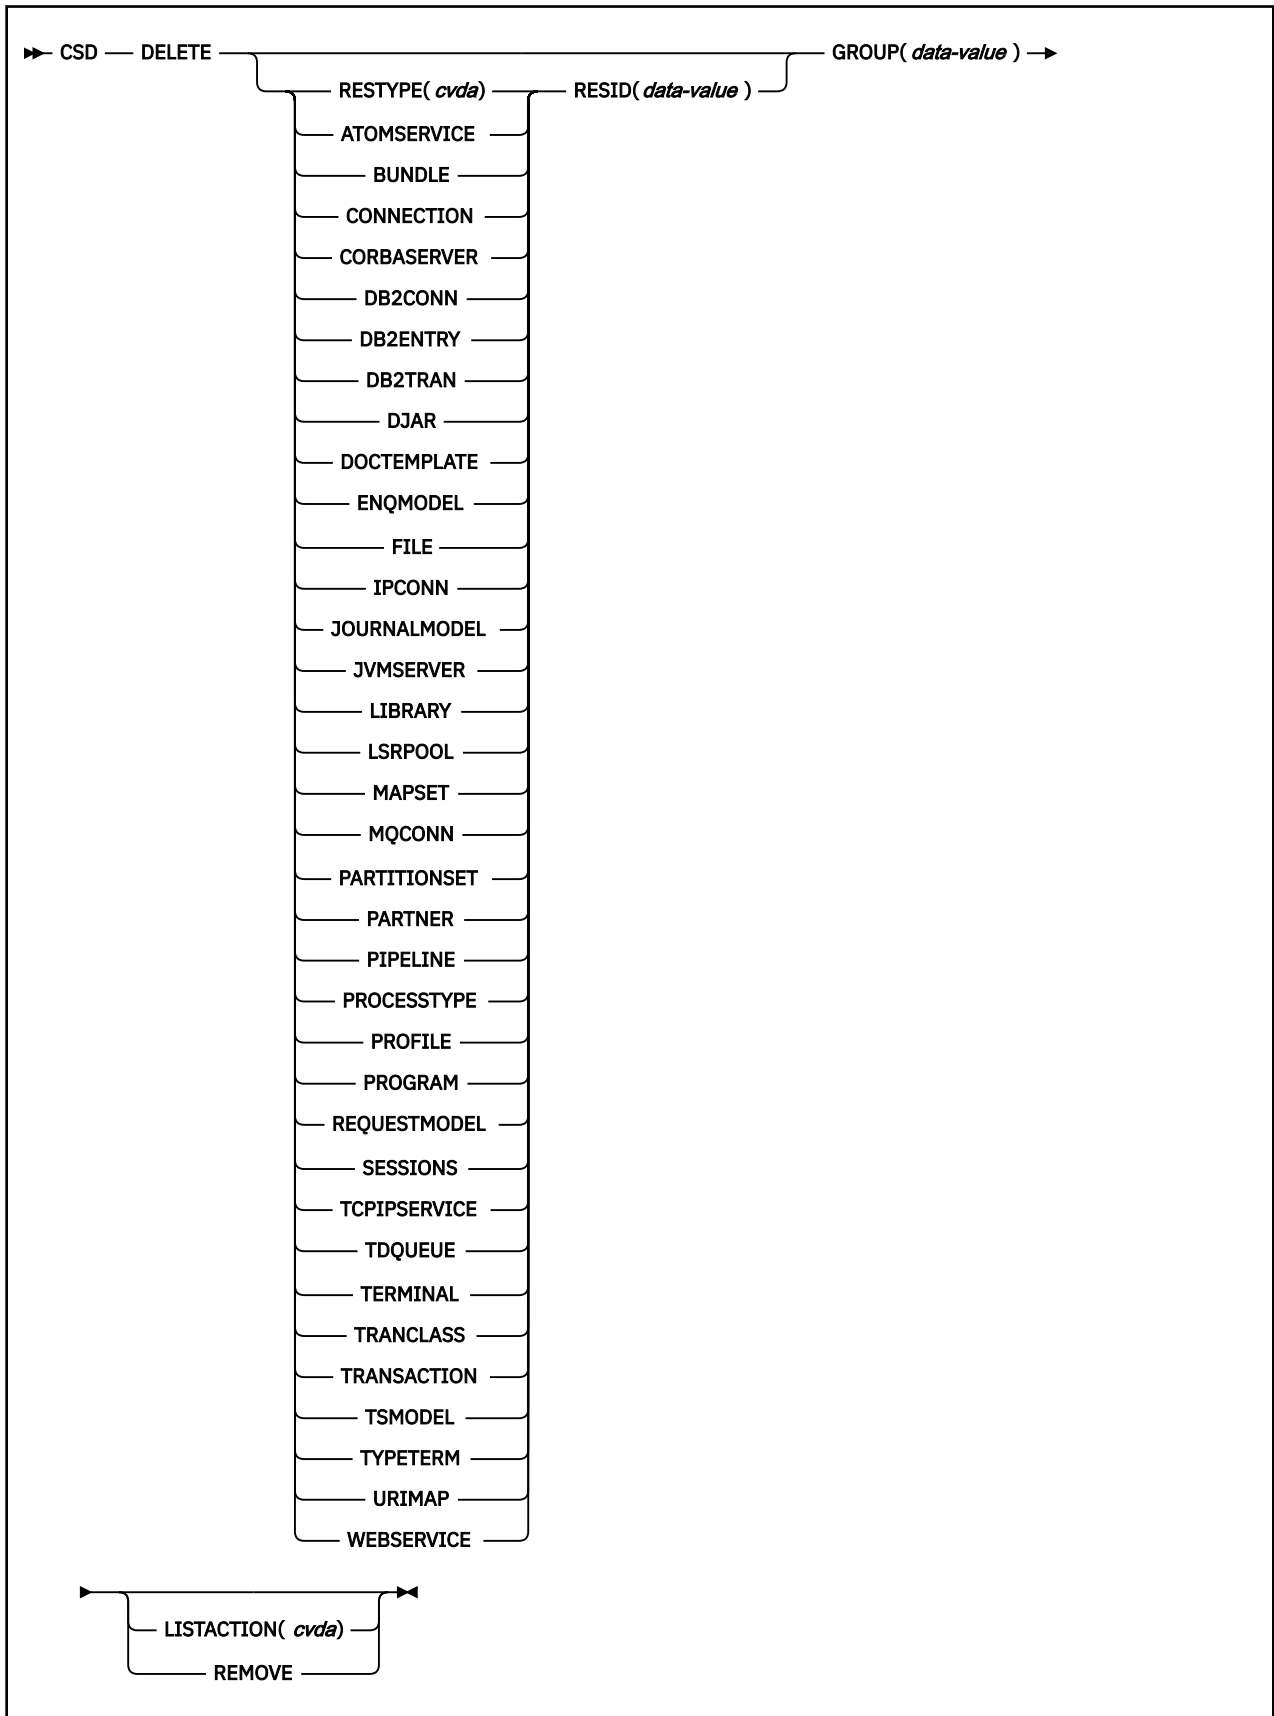 CSD DELETE GROUP( data-value )
RESTYPE( cvda) RESID( data-value )
ATOMSERVICE
BUNDLE
CONNECTION
CORBASERVER
DB2CONN
DB2ENTRY
DB2TRAN
DJAR
DOCTEMPLATE
ENQMODEL
FILE
IPCONN
JOURNALMODEL
JVMSERVER
LIBRARY
LSRPOOL
MAPSET
MQCONN
PARTITIONSET
PARTNER
PIPELINE
PROCESSTYPE
PROFILE
PROGRAM
REQUESTMODEL
SESSIONS
TCPIPSERVICE
TDQUEUE
TERMINAL
TRANCLASS
TRANSACTION
TSMODEL
TYPETERM
URIMAP
WEBSERVICE
LISTACTION( cvda)
REMOVE